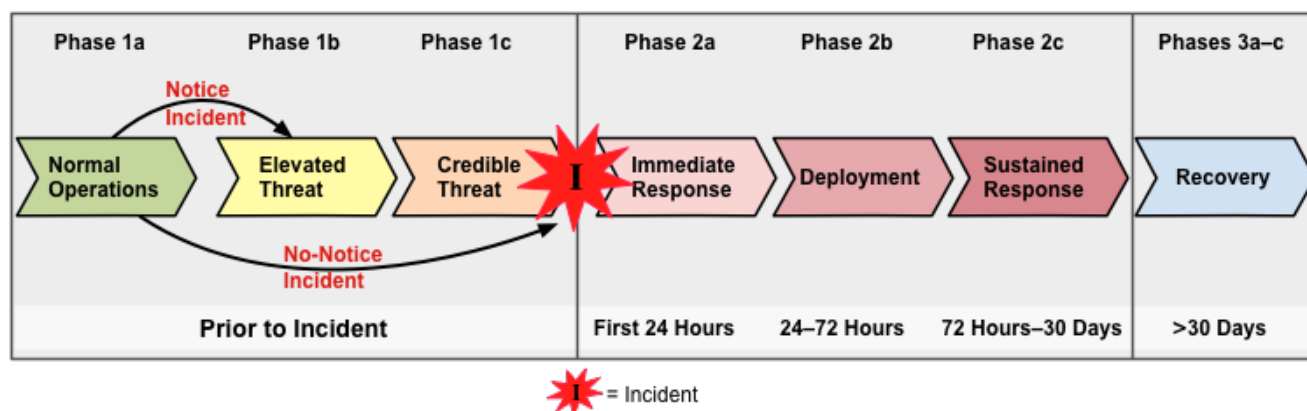 Phase 1a Phase 1b Phase 1c Phase 2a Phase 2b Phase 2c Phases 3a–c
Notice
Incident
Normal
Operations
Elevated
Threat
Credible
Threat
I
Immediate
Response
Deployment
Sustained
Response
Recovery
No-Notice
Incident
Prior to Incident First 24 Hours 24–72 Hours 72 Hours–30 Days >30 Days
I = Incident